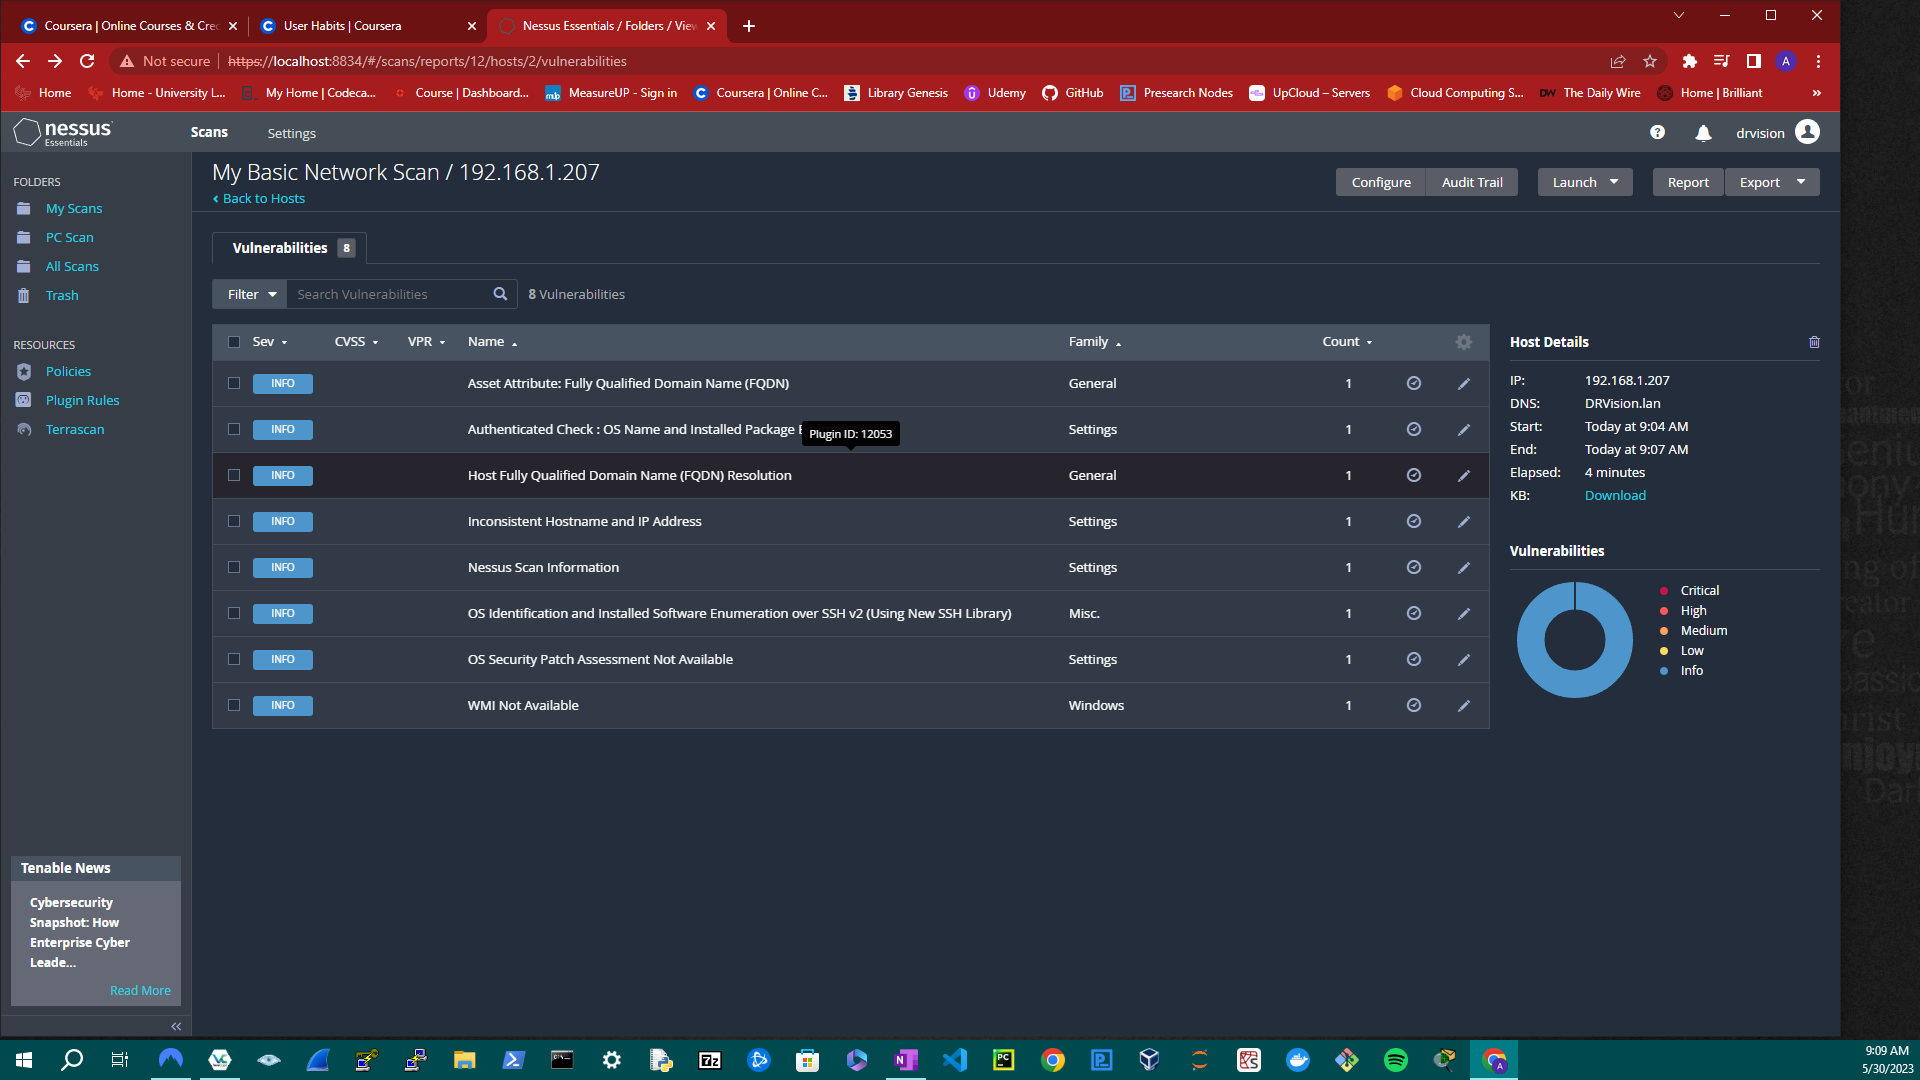 Coursera | Online Courses & Cre
User Habits | Coursera
Nessus Essentials / Folders / View
Not secure
https://localhost:8834/#/scans/reports/12/hosts/2/vulnerabilities
A
Home
Home - University L...
My Home | Codeca...
Course | Dashboard...
MeasureUP - Sign in
Coursera | Online C...
Library Genesis
Udemy
GitHub
Presearch Nodes
UpCloud – Servers
Cloud Computing S...
DW The Daily Wire
Home | Brilliant
»
nessus
Essentials
Scans
Settings
drvision
FOLDERS
My Scans
PC Scan
All Scans
Trash
RESOURCES
Policies
Plugin Rules
Terrascan
My Basic Network Scan / 192.168.1.207
‹ Back to Hosts
Configure
Audit Trail
Launch
Report
Export
Vulnerabilities 8
Filter
Search Vulnerabilities
8 Vulnerabilities
Sev CVSS VPR Name Family Count
INFO Asset Attribute: Fully Qualified Domain Name (FQDN) General 1
INFO Authenticated Check : OS Name and Installed Package Settings 1
Plugin ID: 12053
INFO Host Fully Qualified Domain Name (FQDN) Resolution General 1
INFO Inconsistent Hostname and IP Address Settings 1
INFO Nessus Scan Information Settings 1
INFO OS Identification and Installed Software Enumeration over SSH v2 (Using New SSH Library) Misc. 1
INFO OS Security Patch Assessment Not Available Settings 1
INFO WMI Not Available Windows 1
Host Details
IP: 192.168.1.207
DNS: DRVision.lan
Start: Today at 9:04 AM
End: Today at 9:07 AM
Elapsed: 4 minutes
KB: Download
Vulnerabilities
Critical
High
Medium
Low
Info
Tenable News
Cybersecurity
Snapshot: How
Enterprise Cyber
Leade...
Read More
«
9:09 AM
5/30/2023